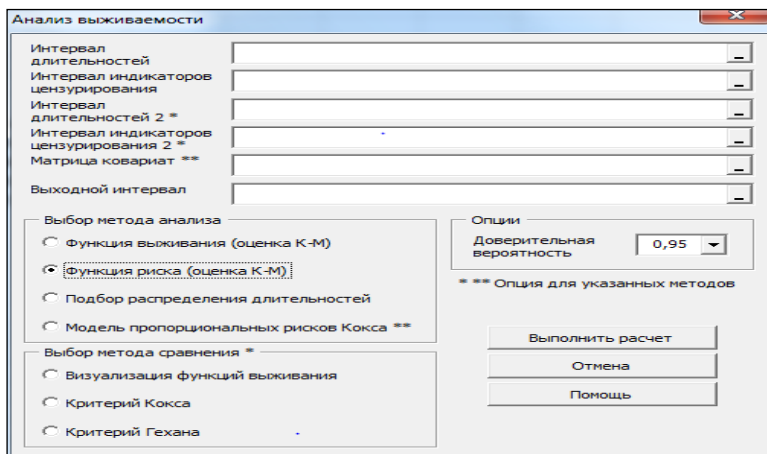 Анализ выживаемости
Интервал
длительностей
Интервал индикаторов
цензурирования
Интервал
длительностей 2 *
Интервал индикаторов
цензурирования 2 *
Матрица ковариат **
Выходной интервал
Выбор метода анализа
Функция выживания (оценка К-М)
Функция риска (оценка К-М)
Подбор распределения длительностей
Модель пропорциональных рисков Кокса **
Выбор метода сравнения *
Визуализация функций выживания
Критерий Кокса
Критерий Гехана
Опции
Доверительная
вероятность
0,95
* ** Опция для указанных методов
Выполнить расчет
Отмена
Помощь